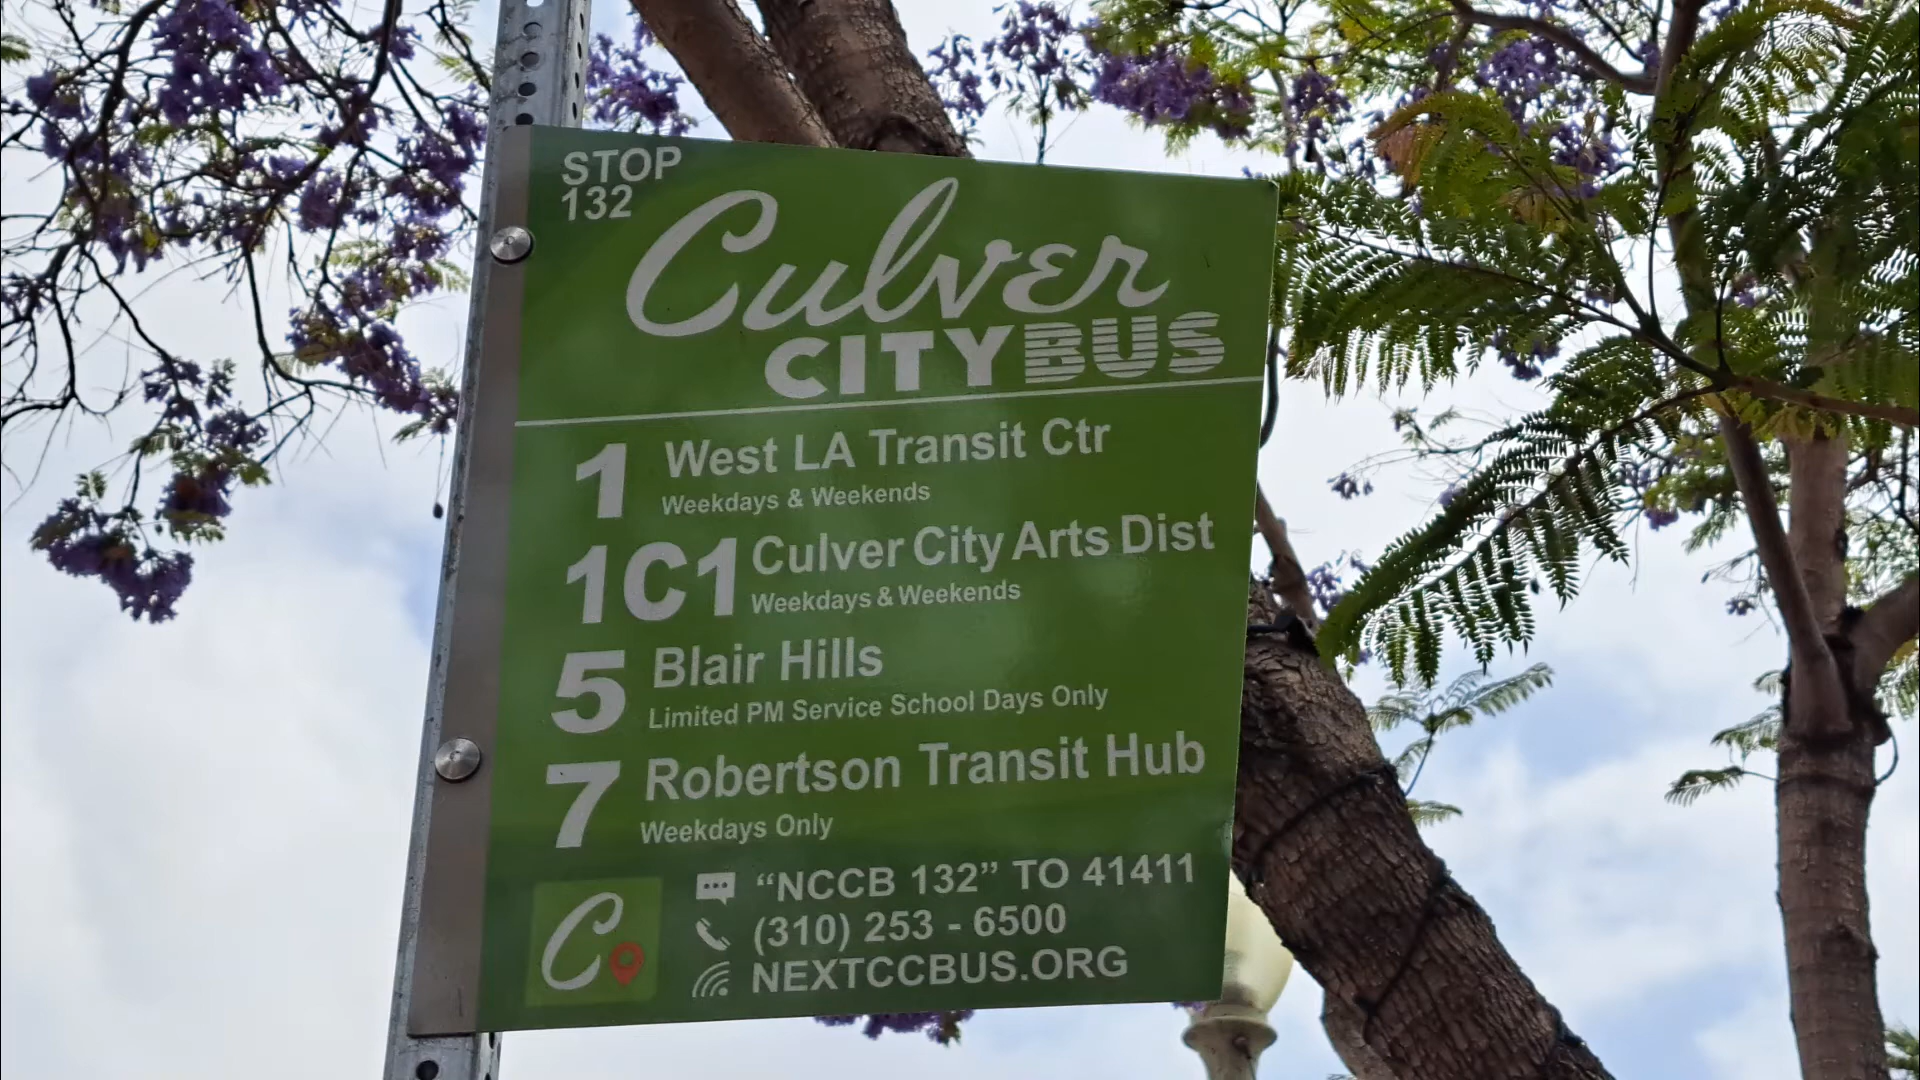 STOP
132
Culver
CITYBUS
1 West LA Transit Ctr
Weekdays & Weekends
1C1 Culver City Arts Dist
Weekdays & Weekends
5 Blair Hills
Limited PM Service School Days Only
7 Robertson Transit Hub
Weekdays Only
“NCCB 132” TO 41411
(310) 253 - 6500
NEXTCCBUS.ORG
C